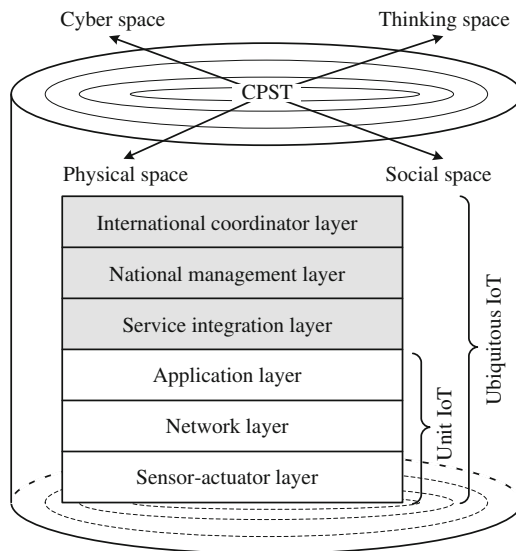 Cyber space
Thinking space
CPST
Physical space
Social space
International coordinator layer
National management layer
Service integration layer
Application layer
Network layer
Sensor-actuator layer
Unit IoT
Ubiquitous IoT